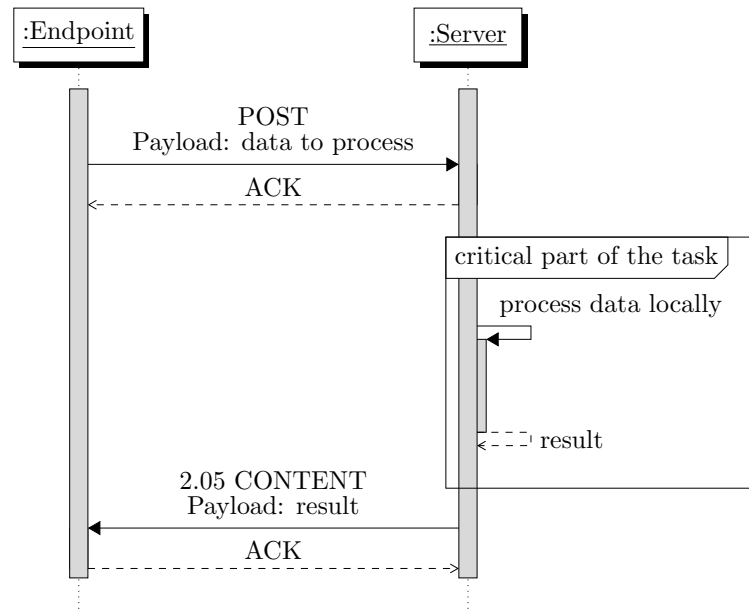 :Endpoint
:Server
POST
Payload: data to process
ACK
critical part of the task
process data locally
result
2.05 CONTENT
Payload: result
ACK